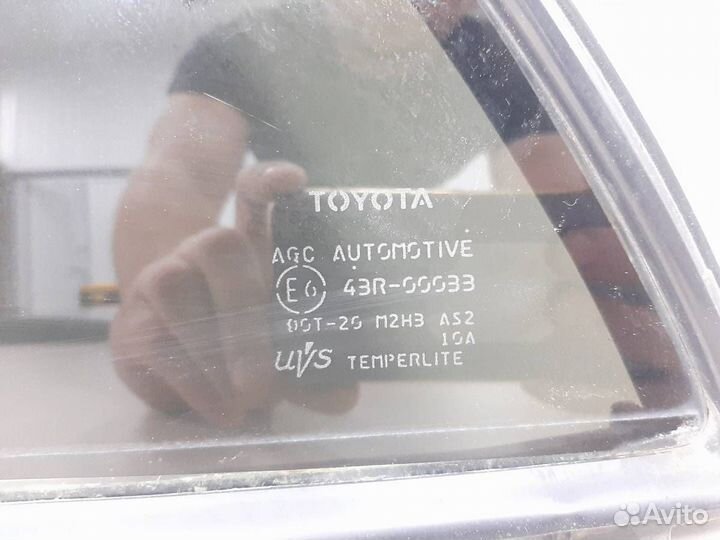 TOYOTA
AGC AUTOMOTIVE
E6 43R-00033
DOT-20 M2H3 AS2
10A
UVS TEMPERLITE
Avito